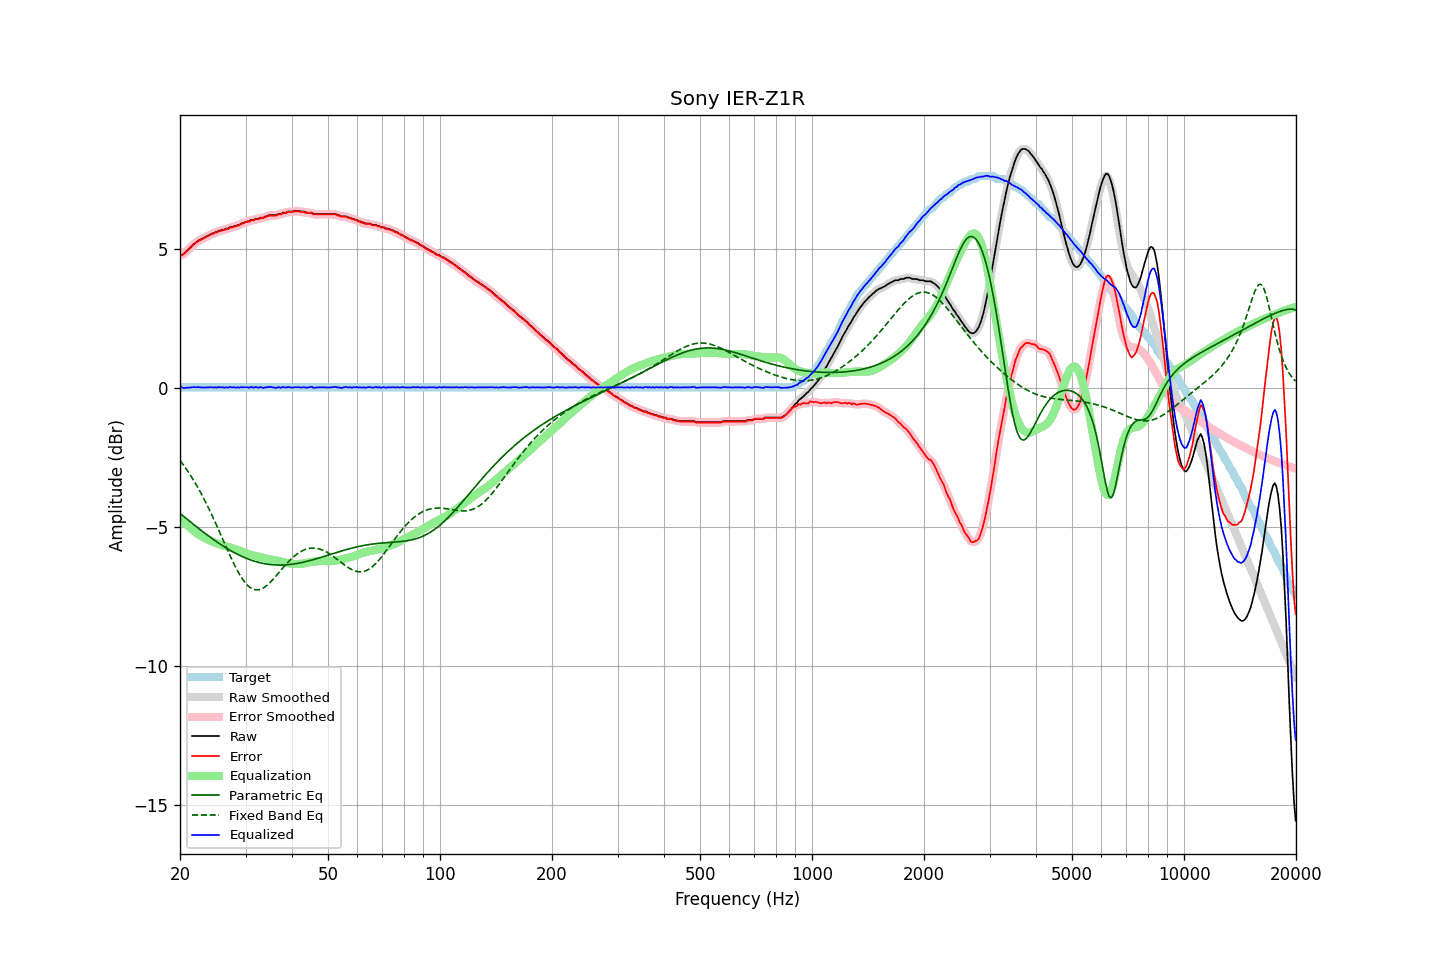 Sony IER-Z1R
Amplitude (dBr)
5
0
−5
−10
−15
Target
Raw Smoothed
Error Smoothed
Raw
Error
Equalization
Parametric Eq
Fixed Band Eq
Equalized
20 50 100 200 500 1000 2000 5000 10000 20000
Frequency (Hz)